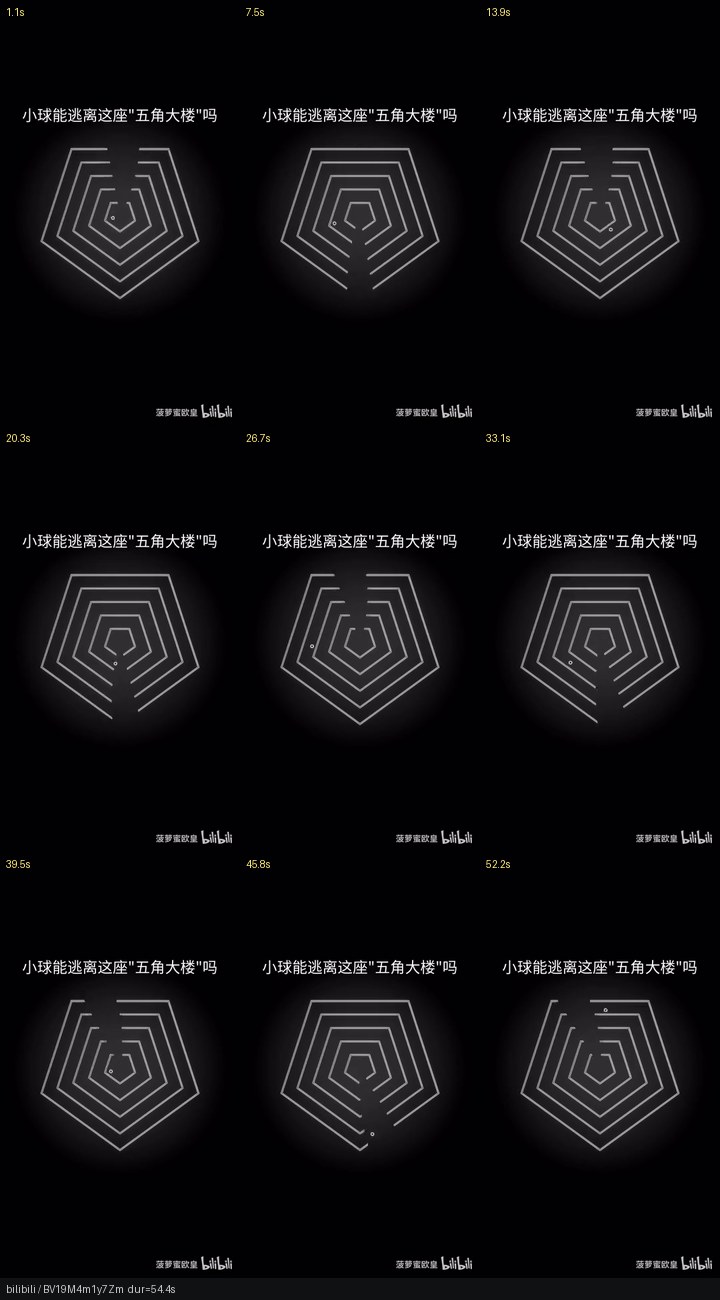 1.1s
7.5s
13.9s
小球能逃离这座"五角大楼"吗
小球能逃离这座"五角大楼"吗
小球能逃离这座"五角大楼"吗
菠萝蜜欧皇 bilibili
菠萝蜜欧皇 bilibili
菠萝蜜欧皇 bilibili
20.3s
26.7s
33.1s
小球能逃离这座"五角大楼"吗
小球能逃离这座"五角大楼"吗
小球能逃离这座"五角大楼"吗
菠萝蜜欧皇 bilibili
菠萝蜜欧皇 bilibili
菠萝蜜欧皇 bilibili
39.5s
45.8s
52.2s
小球能逃离这座"五角大楼"吗
小球能逃离这座"五角大楼"吗
小球能逃离这座"五角大楼"吗
菠萝蜜欧皇 bilibili
菠萝蜜欧皇 bilibili
菠萝蜜欧皇 bilibili
bilibili/BV19M4m1y7Zm dur=54.4s